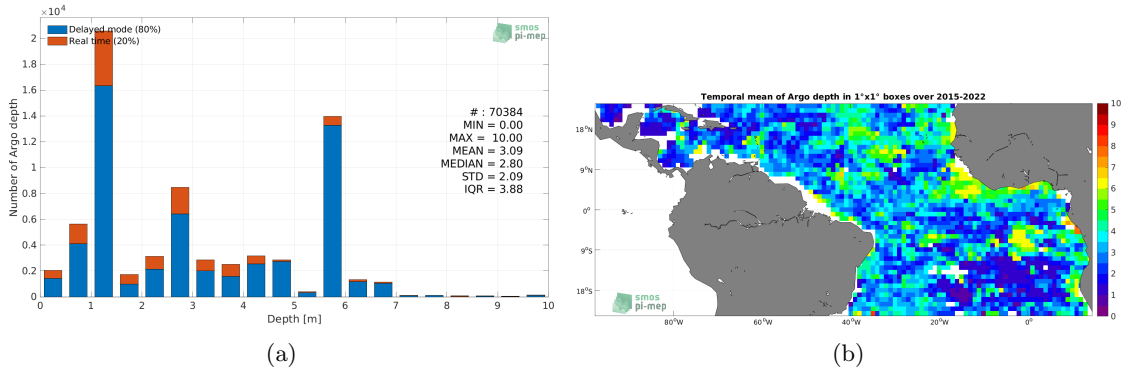 ×10⁴
Delayed mode (80%)
Real time (20%)
smos
pi-mep
# : 70384
MIN = 0.00
MAX = 10.00
MEAN = 3.09
MEDIAN = 2.80
STD = 2.09
IQR = 3.88
Number of Argo depth
2
1.8
1.6
1.4
1.2
1
0.8
0.6
0.4
0.2
0
0 1 2 3 4 5 6 7 8 9 10
Depth [m]
(a)
Temporal mean of Argo depth in 1°x1° boxes over 2015-2022
18°N
9°N
0°
9°S
18°S
80°W 60°W 40°W 20°W 0°
smos
pi-mep
10
9
8
7
6
5
4
3
2
1
0
(b)